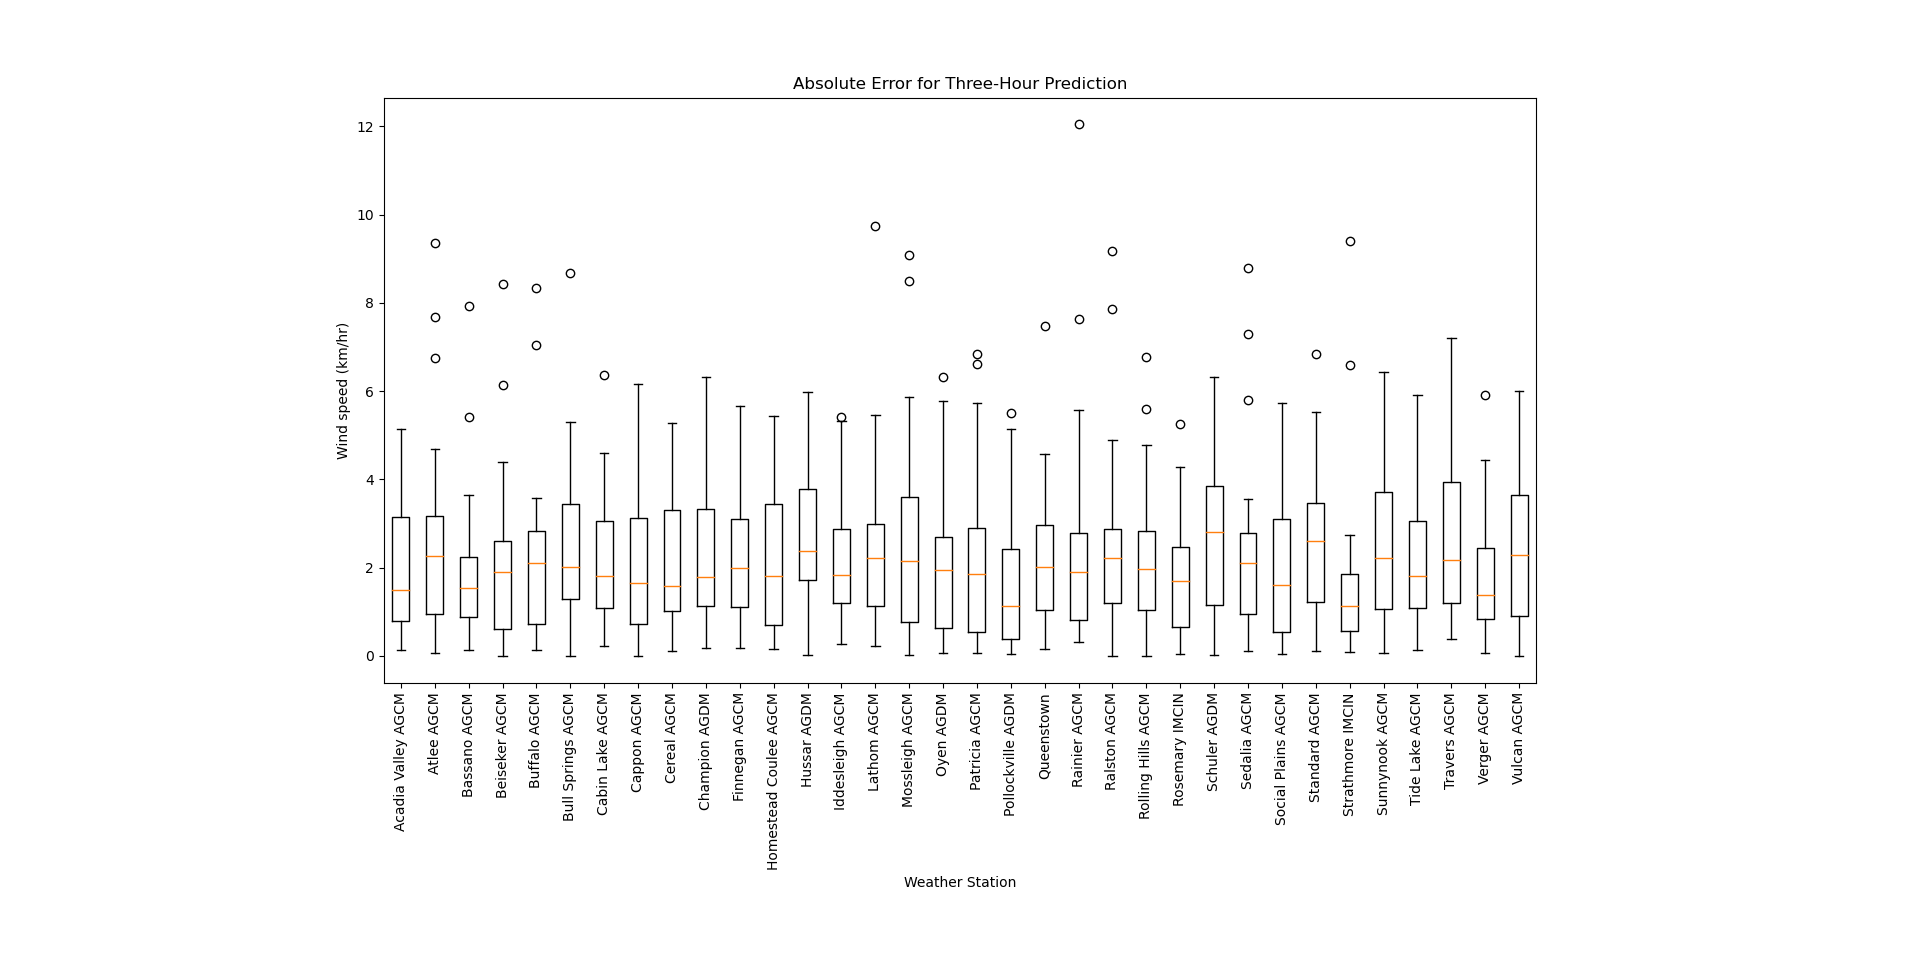 Absolute Error for Three-Hour Prediction
12
10
8
6
4
2
0
Wind speed (km/hr)
Acadia Valley AGCM
Atlee AGCM
Bassano AGCM
Beiseker AGCM
Buffalo AGCM
Bull Springs AGCM
Cabin Lake AGCM
Cappon AGCM
Cereal AGCM
Champion AGDM
Finnegan AGCM
Homestead Coulee AGCM
Hussar AGDM
Iddesleigh AGCM
Lathom AGCM
Mossleigh AGCM
Oyen AGDM
Patricia AGCM
Pollockville AGDM
Queenstown
Rainier AGCM
Ralston AGCM
Rolling Hills AGCM
Rosemary IMCIN
Schuler AGDM
Sedalia AGCM
Social Plains AGCM
Standard AGCM
Strathmore IMCIN
Sunnynook AGCM
Tide Lake AGCM
Travers AGCM
Verger AGCM
Vulcan AGCM
Weather Station